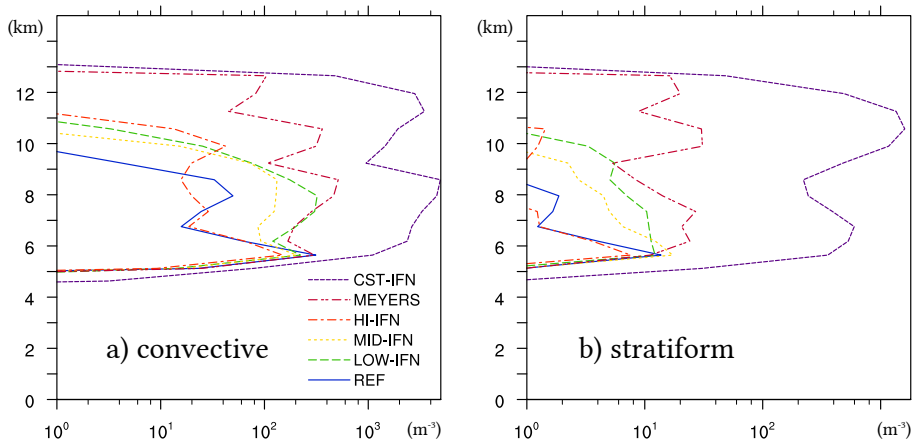 (km)
12
10
8
6
4
2
0
CST-IFN
MEYERS
HI-IFN
MID-IFN
LOW-IFN
REF
a) convective
10⁰ 10¹ 10² 10³ (m⁻³)
(km)
12
10
8
6
4
2
0
b) stratiform
10⁰ 10¹ 10² 10³ (m⁻³)